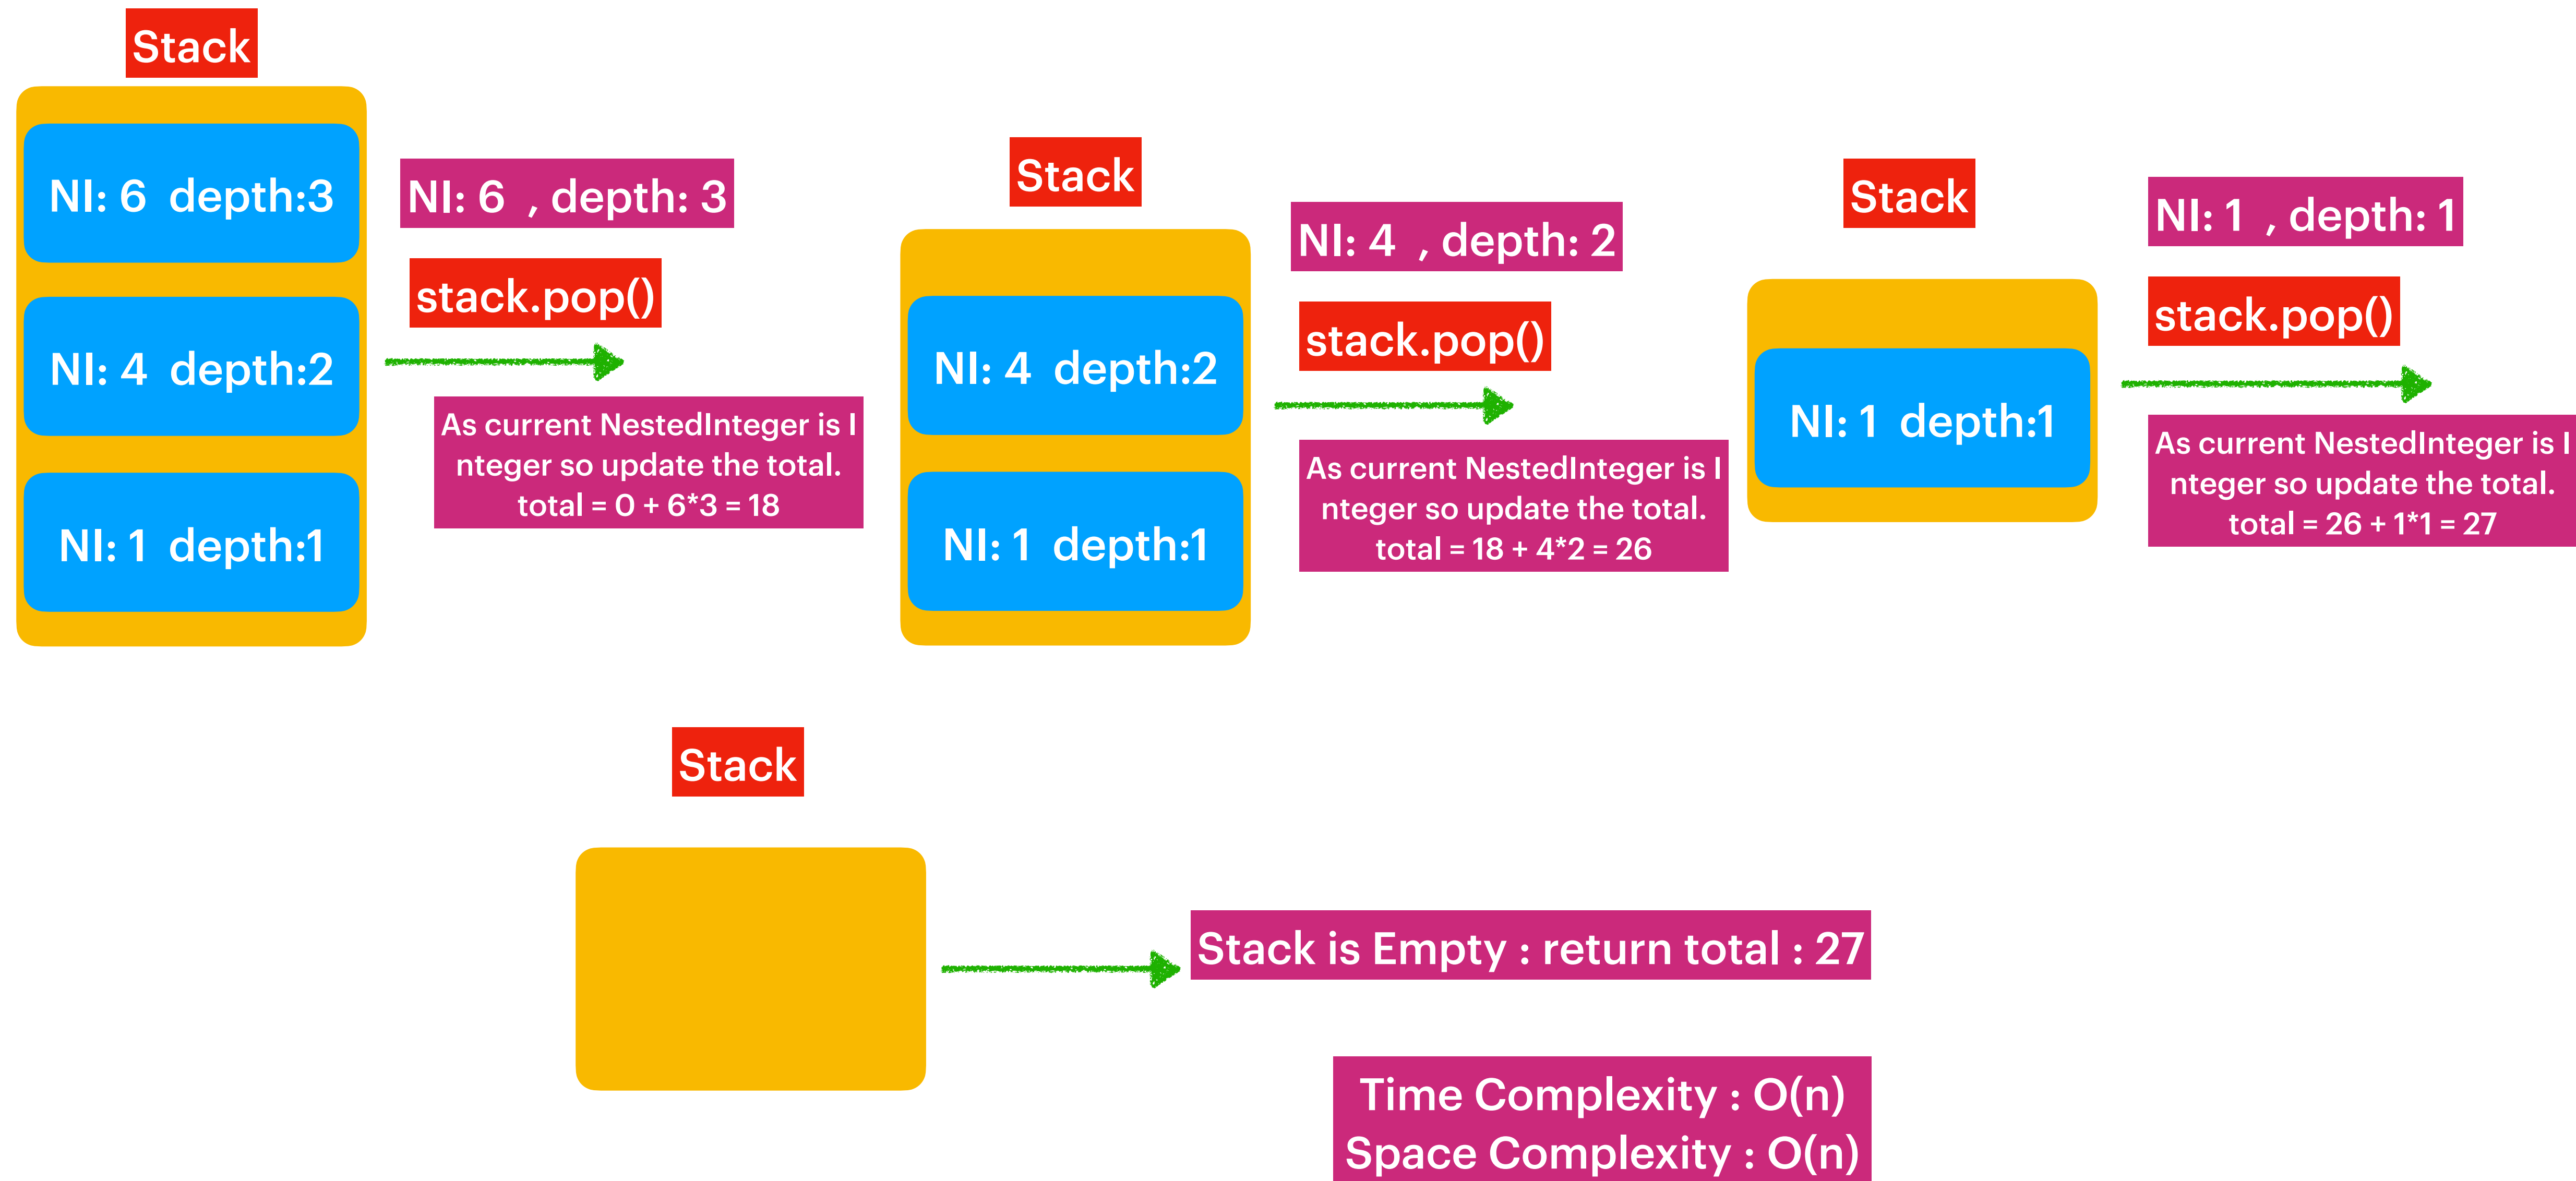 Stack
NI: 6 depth:3
NI: 4 depth:2
NI: 1 depth:1
NI: 6 , depth: 3
stack.pop()
As current NestedInteger is I
nteger so update the total.
total = 0 + 6*3 = 18
Stack
NI: 4 depth:2
NI: 1 depth:1
NI: 4 , depth: 2
stack.pop()
As current NestedInteger is I
nteger so update the total.
total = 18 + 4*2 = 26
Stack
NI: 1 depth:1
NI: 1 , depth: 1
stack.pop()
As current NestedInteger is I
nteger so update the total.
total = 26 + 1*1 = 27
Stack
Stack is Empty : return total : 27
Time Complexity : O(n)
Space Complexity : O(n)